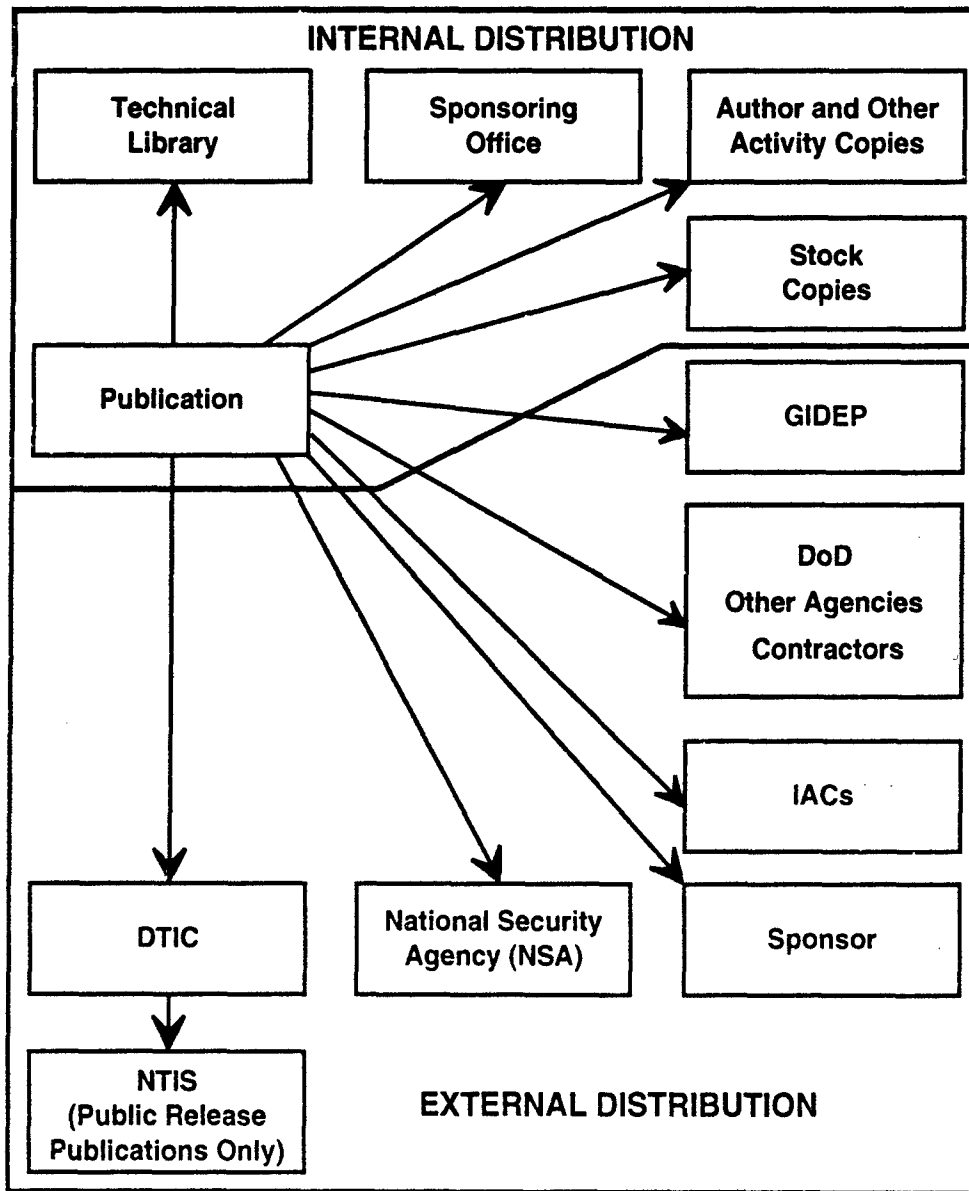 INTERNAL DISTRIBUTION
Technical
Library
Sponsoring
Office
Author and Other
Activity Copies
Stock
Copies
Publication
GIDEP
DoD
Other Agencies
Contractors
IACs
DTIC
National Security
Agency (NSA)
Sponsor
NTIS
(Public Release
Publications Only)
EXTERNAL DISTRIBUTION